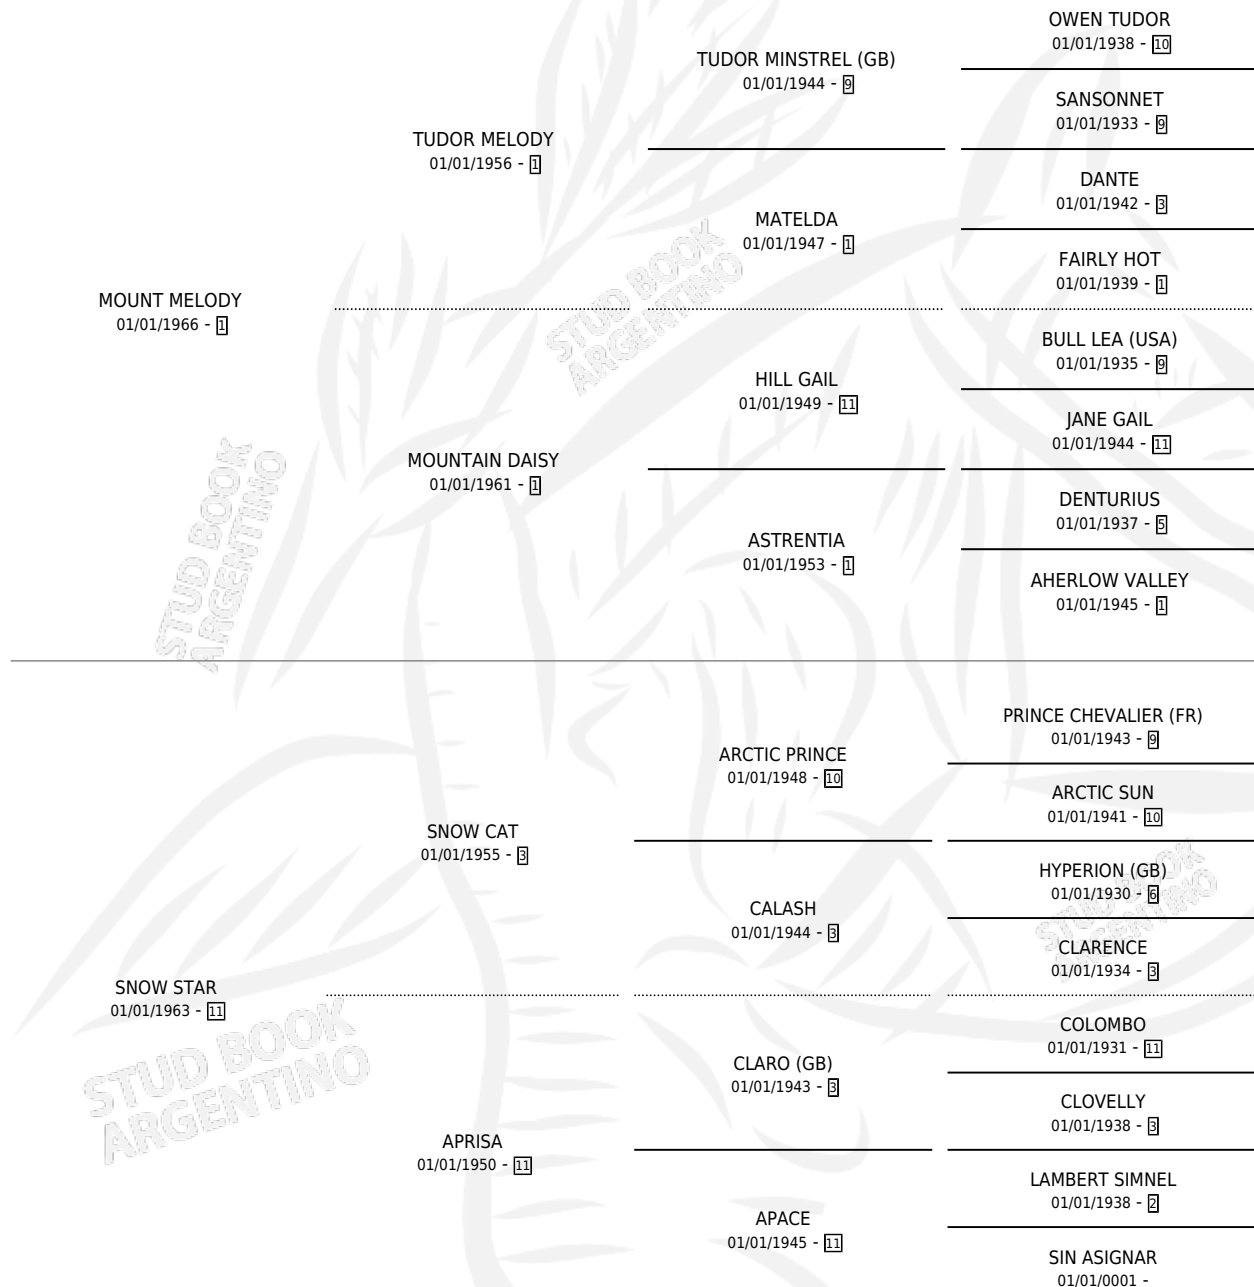 OWEN TUDOR
01/01/1938 - 10
TUDOR MINSTREL (GB)
01/01/1944 - 9
SANSONNET
01/01/1933 - 9
TUDOR MELODY
01/01/1956 - 1
DANTE
01/01/1942 - 3
MATELDA
01/01/1947 - 1
FAIRLY HOT
01/01/1939 - 1
MOUNT MELODY
01/01/1966 - 1
STUD BOOK
ARGENTINO
BULL LEA (USA)
01/01/1935 - 9
HILL GAIL
01/01/1949 - 11
JANE GAIL
01/01/1944 - 11
MOUNTAIN DAISY
01/01/1961 - 1
DENTURIUS
01/01/1937 - 5
ASTRENTIA
01/01/1953 - 1
AHERLOW VALLEY
01/01/1945 - 1
STUD BOOK
ARGENTINO
PRINCE CHEVALIER (FR)
01/01/1943 - 9
ARCTIC PRINCE
01/01/1948 - 10
ARCTIC SUN
01/01/1941 - 10
SNOW CAT
01/01/1955 - 3
HYPERION (GB)
01/01/1930 - 6
CALASH
01/01/1944 - 3
STUD BOOK
ARGENTINO
CLARENCE
01/01/1934 - 3
SNOW STAR
01/01/1963 - 11
STUD BOOK
ARGENTINO
COLOMBO
01/01/1931 - 11
CLARO (GB)
01/01/1943 - 3
CLOVELLY
01/01/1938 - 3
APRISA
01/01/1950 - 11
LAMBERT SIMNEL
01/01/1938 - 2
APACE
01/01/1945 - 11
SIN ASIGNAR
01/01/0001 -